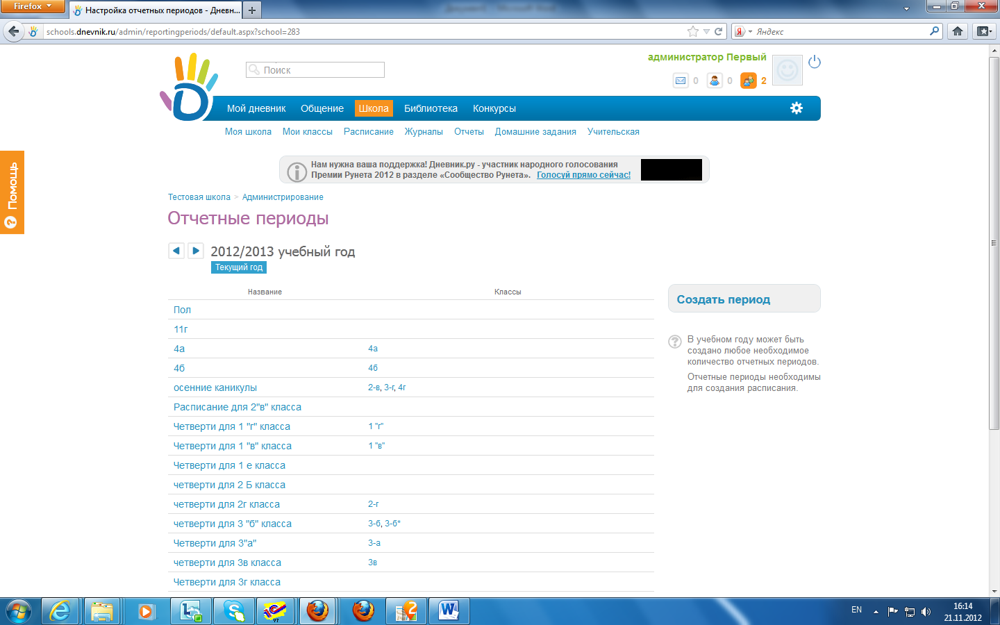 Firefox
Настройка отчетных периодов - Дневн...
schools.dnevnik.ru/admin/reportingperiods/default.aspx?school=283
Яндекс
администратор Первый
Поиск
0
0
2
Мой дневник
Общение
Школа
Библиотека
Конкурсы
Моя школа
Мои классы
Расписание
Журналы
Отчеты
Домашние задания
Учительская
Помощь
Нам нужна ваша поддержка! Дневник.ру - участник народного голосования
Премии Рунета 2012 в разделе «Сообщество Рунета». Голосуй прямо сейчас!
Тестовая школа > Администрирование
Отчетные периоды
2012/2013 учебный год
Текущий год
Название
Классы
Пол
11г
4а
4а
4б
4б
осенние каникулы
2-в, 3-г, 4г
Расписание для 2"в" класса
Четверти для 1 "г" класса
1 "г"
Четверти для 1 "в" класса
1 "в"
Четверти для 1 е класса
четверти для 2 Б класса
четверти для 2г класса
2-г
четверти для 3 "б" класса
3-б, 3-б*
Четверти для 3"а"
3-а
четверти для 3в класса
3в
Четверти для 3г класса
Создать период
В учебном году может быть
создано любое необходимое
количество отчетных периодов.
Отчетные периоды необходимы
для создания расписания.
EN
16:14
21.11.2012